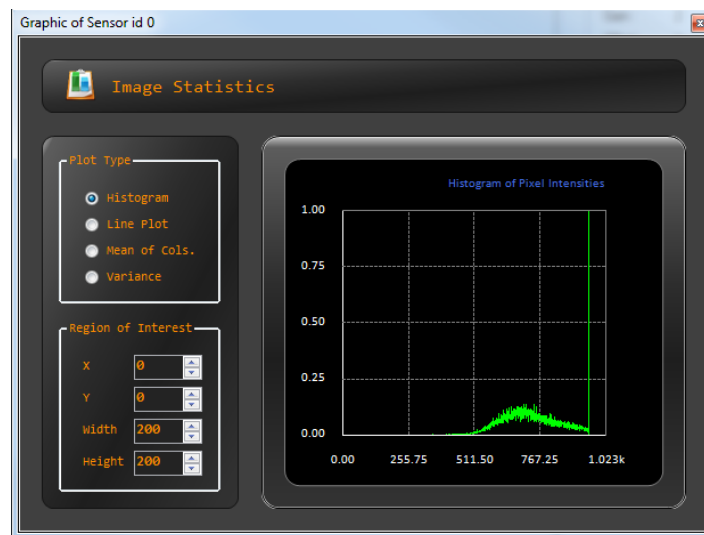 Graphic of Sensor id 0
Image Statistics
Plot Type
Histogram
Line Plot
Mean of Cols.
Variance
Region of Interest
X 0
Y 0
Width 200
Height 200
Histogram of Pixel Intensities
1.00
0.75
0.50
0.25
0.00
0.00 255.75 511.50 767.25 1.023k